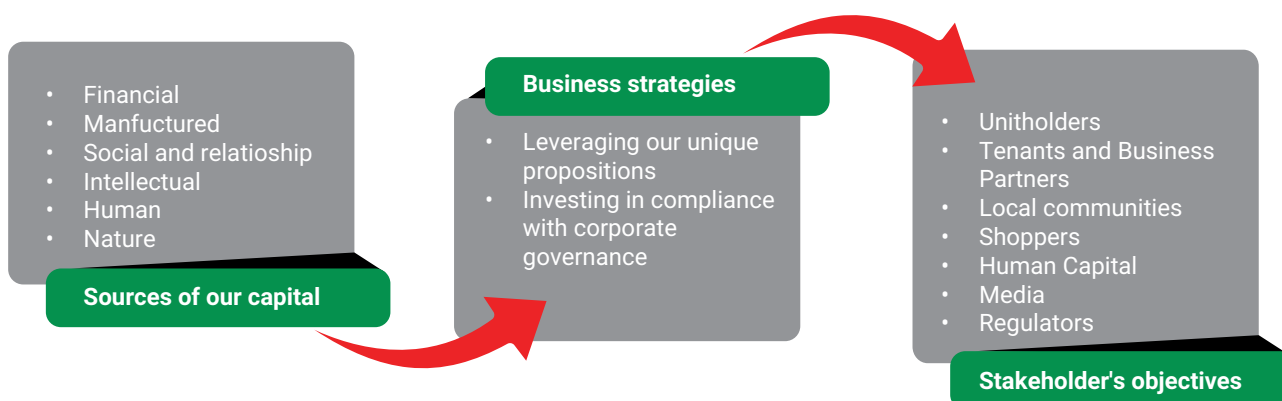 • Financial
• Manfuctured
• Social and relatioship
• Intellectual
• Human
• Nature
Sources of our capital
Business strategies
• Leveraging our unique
propositions
• Investing in compliance
with corporate
governance
• Unitholders
• Tenants and Business
Partners
• Local communities
• Shoppers
• Human Capital
• Media
• Regulators
Stakeholder's objectives